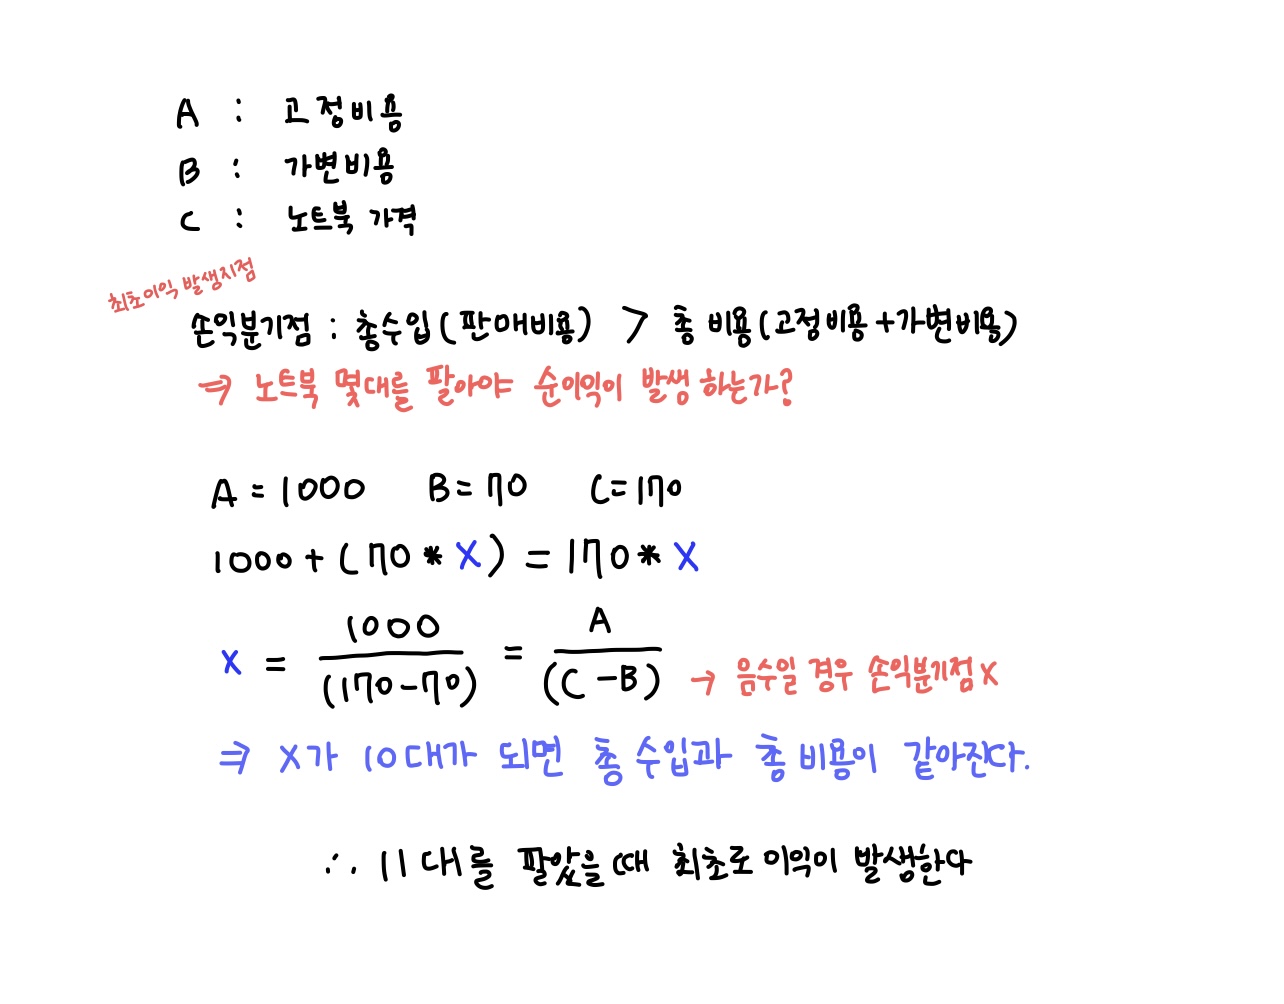 A : 고정비용
B : 가변비용
C : 노트북 가격
최초이익 발생지점
손익분기점 : 총수입(판매비용) > 총 비용(고정비용+가변비용)
⇒ 노트북 몇대를 팔아야 순이익이 발생 하는가?
A = 1000 B = 70 C = 170
1000 + (70 * X) = 170 * X
X = 1000 / (170-70) = A / (C-B) → 음수일 경우 손익분기점 X
⇒ X가 10대가 되면 총 수입과 총 비용이 같아진다.
∴ 11대를 팔았을 때 최초로 이익이 발생한다